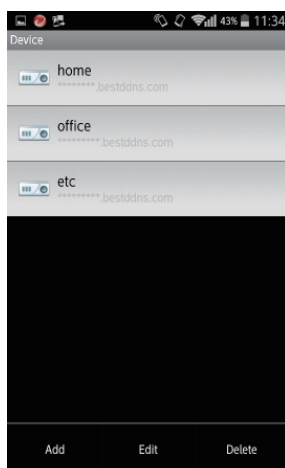 43% 11:34
Device
home
********.bestddns.com
office
********.bestddns.com
etc
********.bestddns.com
Add Edit Delete